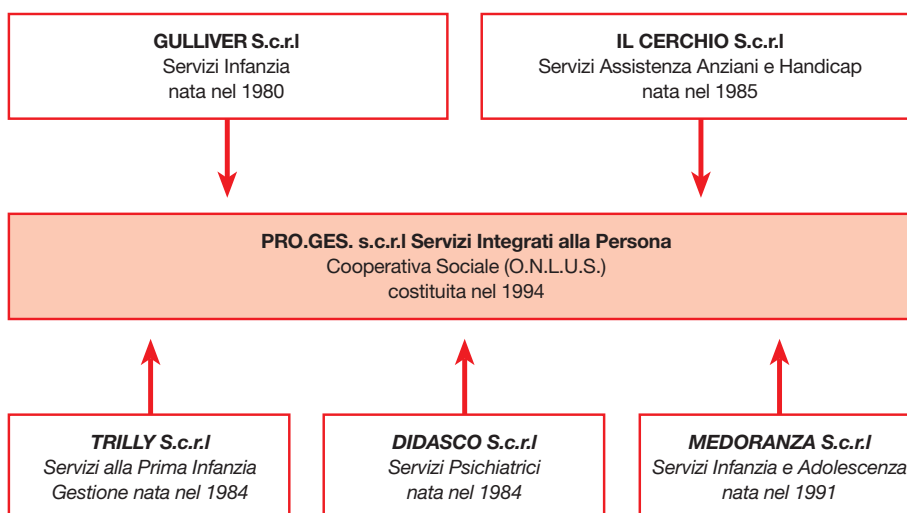 GULLIVER S.c.r.l
Servizi Infanzia
nata nel 1980
IL CERCHIO S.c.r.l
Servizi Assistenza Anziani e Handicap
nata nel 1985
PRO.GES. s.c.r.l Servizi Integrati alla Persona
Cooperativa Sociale (O.N.L.U.S.)
costituita nel 1994
TRILLY S.c.r.l
Servizi alla Prima Infanzia
Gestione nata nel 1984
DIDASCO S.c.r.l
Servizi Psichiatrici
nata nel 1984
MEDORANZA S.c.r.l
Servizi Infanzia e Adolescenza
nata nel 1991